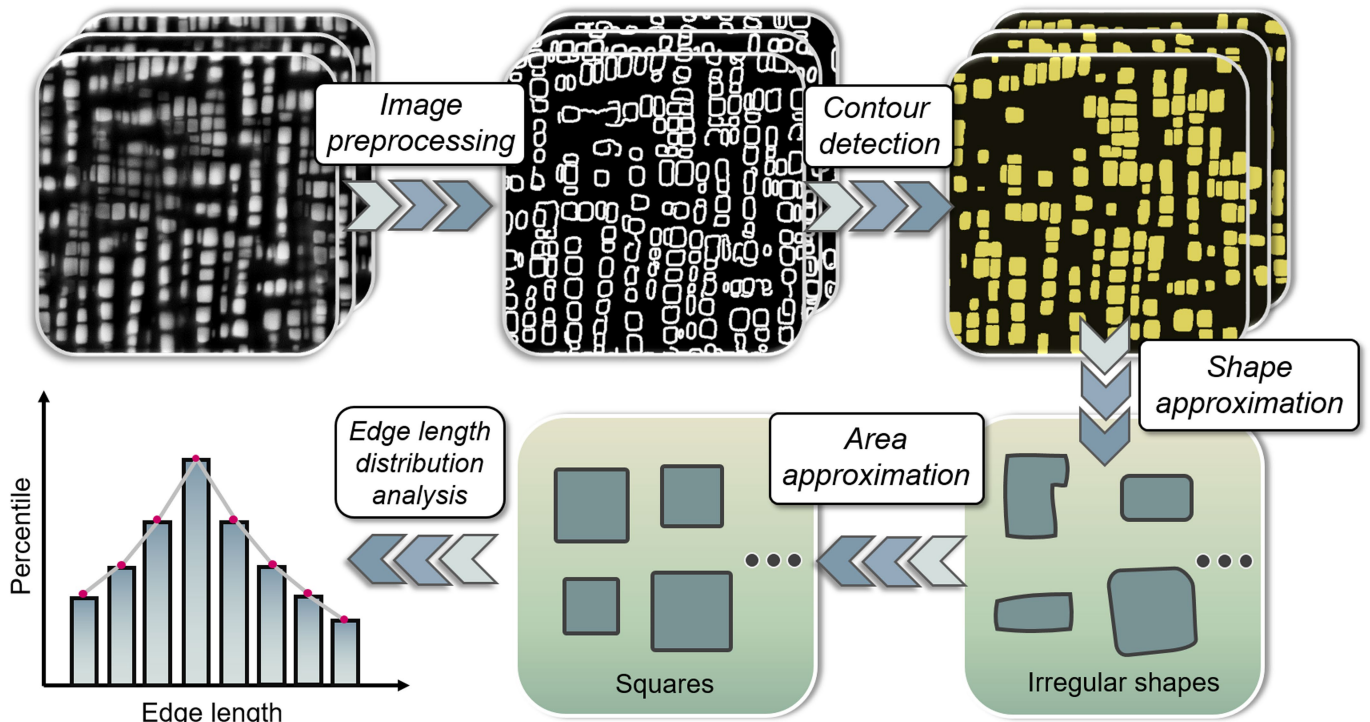 Image
preprocessing
Contour
detection
Shape
approximation
Area
approximation
Edge length
distribution
analysis
Percentile
Edge length
Squares
Irregular shapes